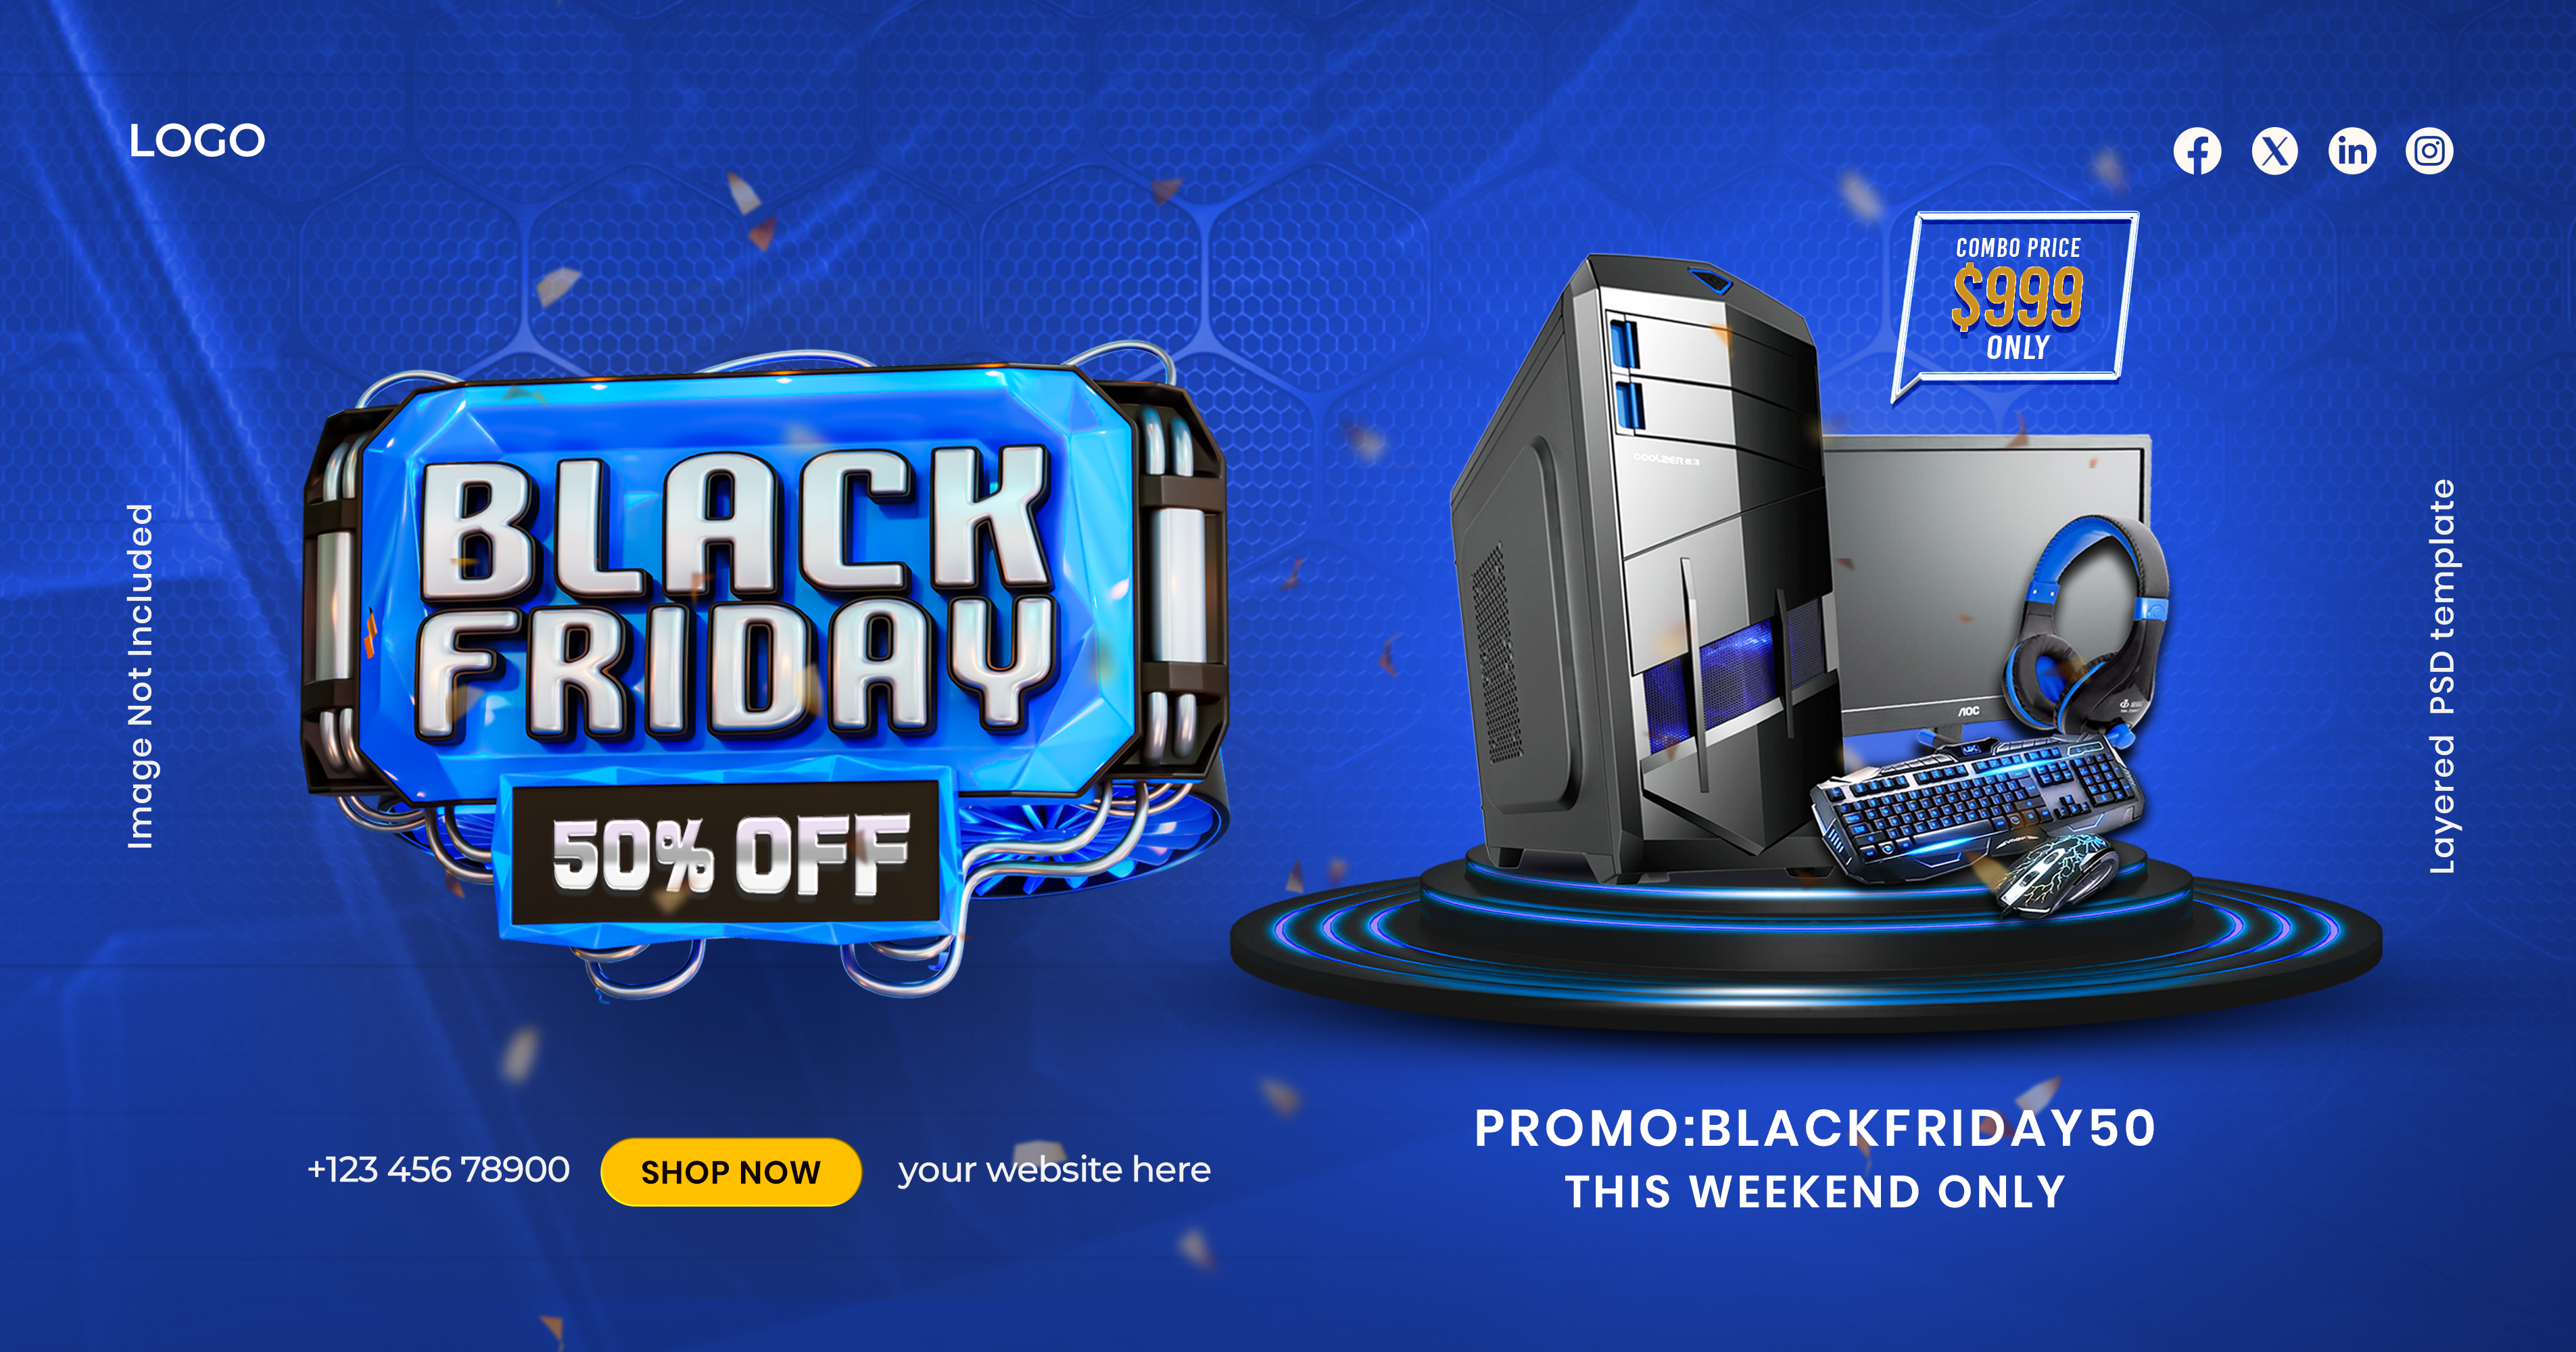 LOGO
COMBO PRICE
$999
ONLY
BLACK
FRIDAY
50% OFF
AOC
Image Not Included
Layered PSD template
+123 456 78900
SHOP NOW
your website here
PROMO:BLACKFRIDAY50
THIS WEEKEND ONLY